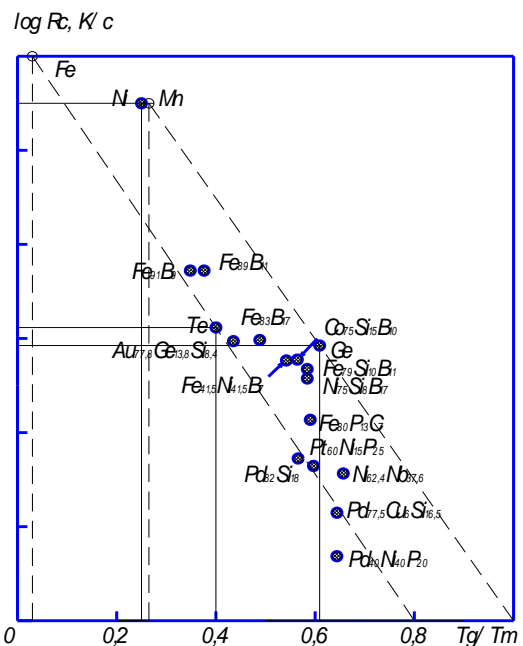 log Rc, K/c
Fe
Ni Mn
Fe91B9 Fe89B11
Te Fe83B17 Co75Si15B10
Au77,8Ge13,8Si8,4 Ge
Fe79Si10B11
Fe41,5Ni41,5B17 Ni75Si8B17
Fe80P13C7
Pt60Ni15P25
Pd82Si18 Ni62,4Nb37,6
Pd77,5Cu6Si16,5
Pd40Ni40P20
0 0,2 0,4 0,6 0,8 Tg/Tm